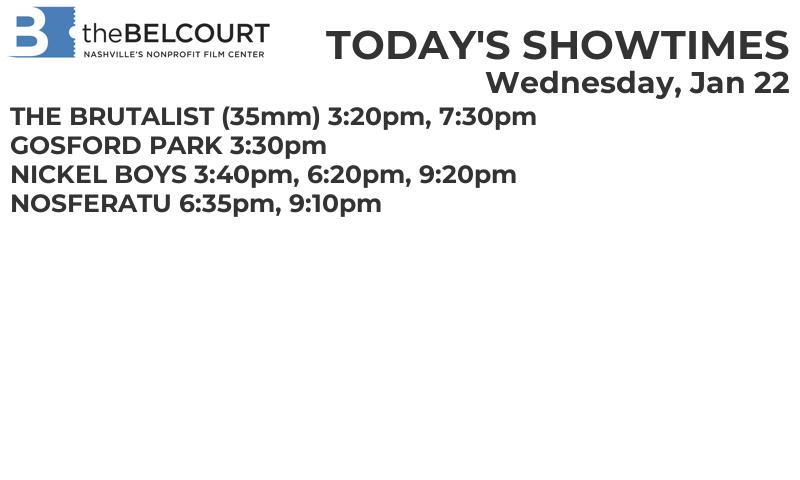 B theBELCOURT
NASHVILLE'S NONPROFIT FILM CENTER
TODAY'S SHOWTIMES
Wednesday, Jan 22
THE BRUTALIST (35mm) 3:20pm, 7:30pm
GOSFORD PARK 3:30pm
NICKEL BOYS 3:40pm, 6:20pm, 9:20pm
NOSFERATU 6:35pm, 9:10pm